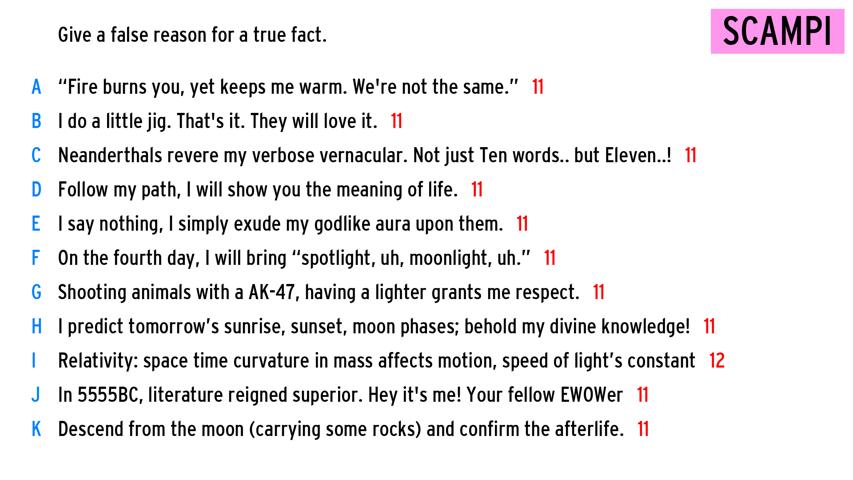 Give a false reason for a true fact.
SCAMPI
A “Fire burns you, yet keeps me warm. We're not the same.” 11
B I do a little jig. That's it. They will love it. 11
C Neanderthals revere my verbose vernacular. Not just Ten words.. but Eleven..! 11
D Follow my path, I will show you the meaning of life. 11
E I say nothing, I simply exude my godlike aura upon them. 11
F On the fourth day, I will bring “spotlight, uh, moonlight, uh.” 11
G Shooting animals with a AK-47, having a lighter grants me respect. 11
H I predict tomorrow’s sunrise, sunset, moon phases; behold my divine knowledge! 11
I Relativity: space time curvature in mass affects motion, speed of light’s constant 12
J In 5555BC, literature reigned superior. Hey it's me! Your fellow EWOWer 11
K Descend from the moon (carrying some rocks) and confirm the afterlife. 11